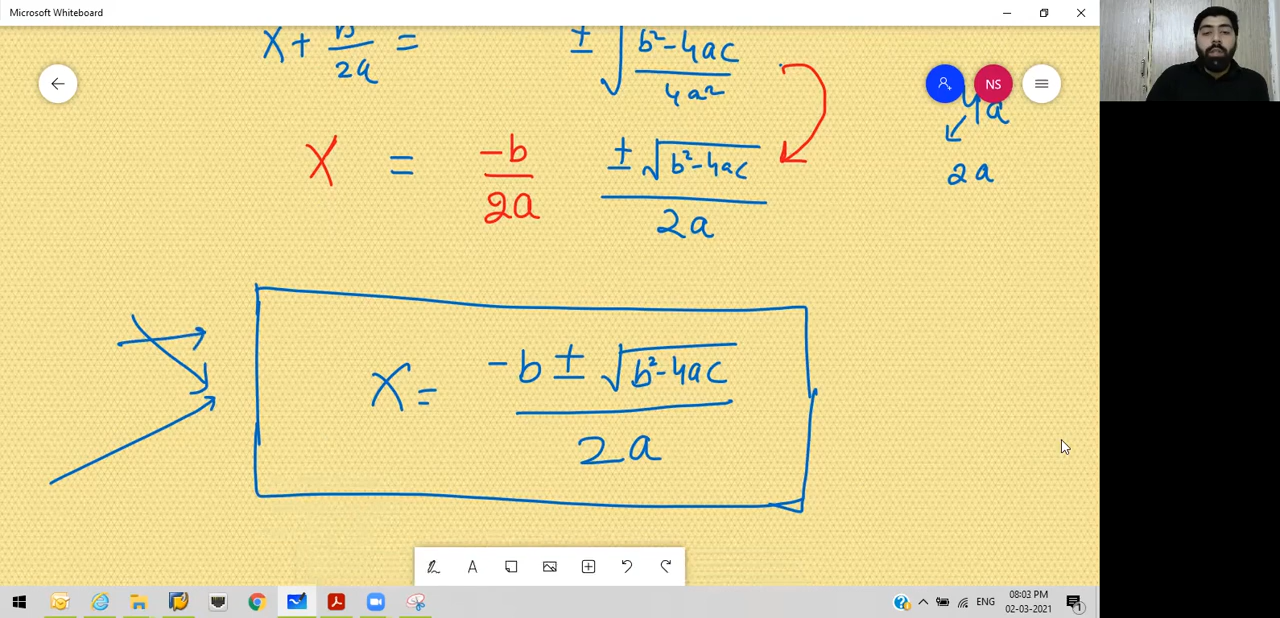 Microsoft Whiteboard
x + b/2a = ± √(b²-4ac / 4a²)
NS
4a
2a
x = -b/2a ± √(b²-4ac) / 2a
x = -b ± √(b²-4ac) / 2a
A
ENG
08:03 PM
02-03-2021